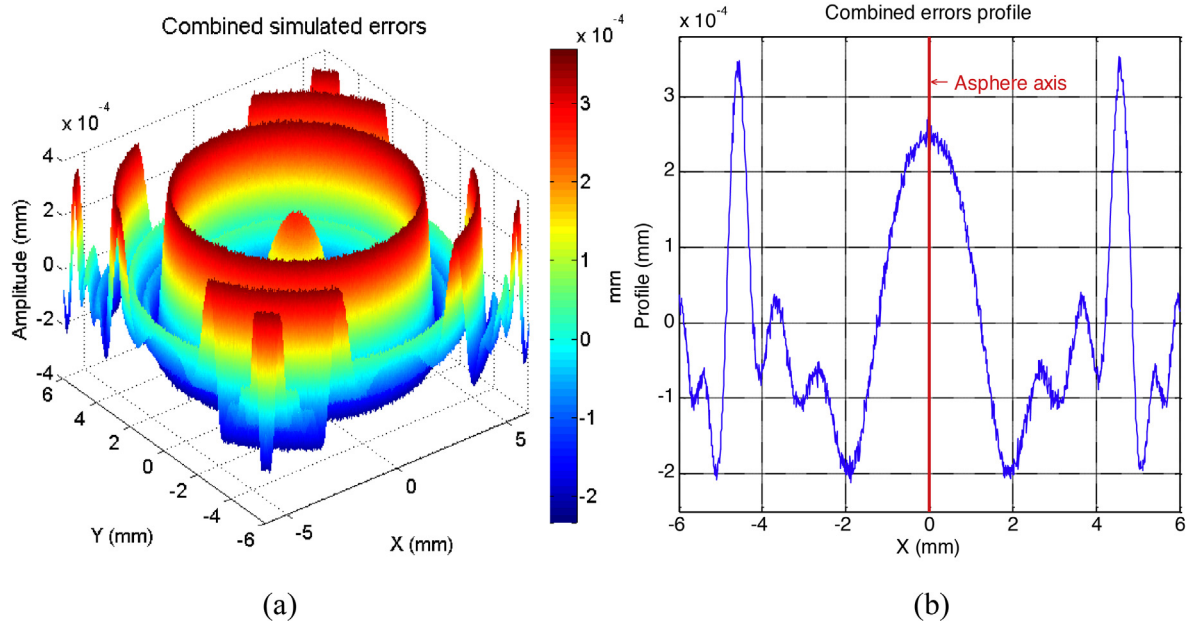 Combined simulated errors
x 10⁻⁴
4
2
0
-2
-4
Amplitude (mm)
6
4
2
0
-2
-4
-6
Y (mm)
-5
0
5
X (mm)
x 10⁻⁴
3
2
1
0
-1
-2
mm
(a)
Combined errors profile
x 10⁻⁴
3
2
1
0
-1
-2
Profile (mm)
← Asphere axis
-6
-4
-2
0
2
4
6
X (mm)
(b)